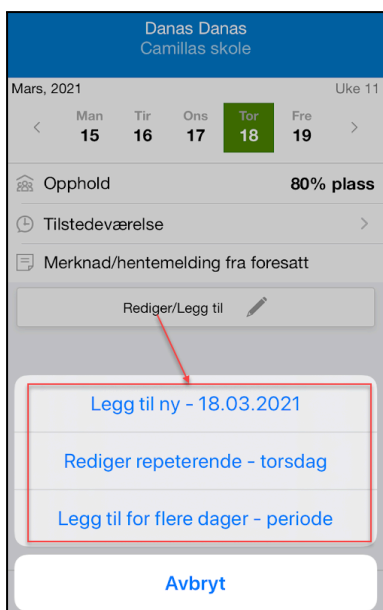 Danas Danas
Camillas skole
Mars, 2021 Uke 11
Man Tir Ons Tor Fre
< 15 16 17 18 19 >
Opphold 80% plass
Tilstedeværelse >
Merknad/hentemelding fra foresatt
Rediger/Legg til
Legg til ny - 18.03.2021
Rediger repeterende - torsdag
Legg til for flere dager - periode
Avbryt